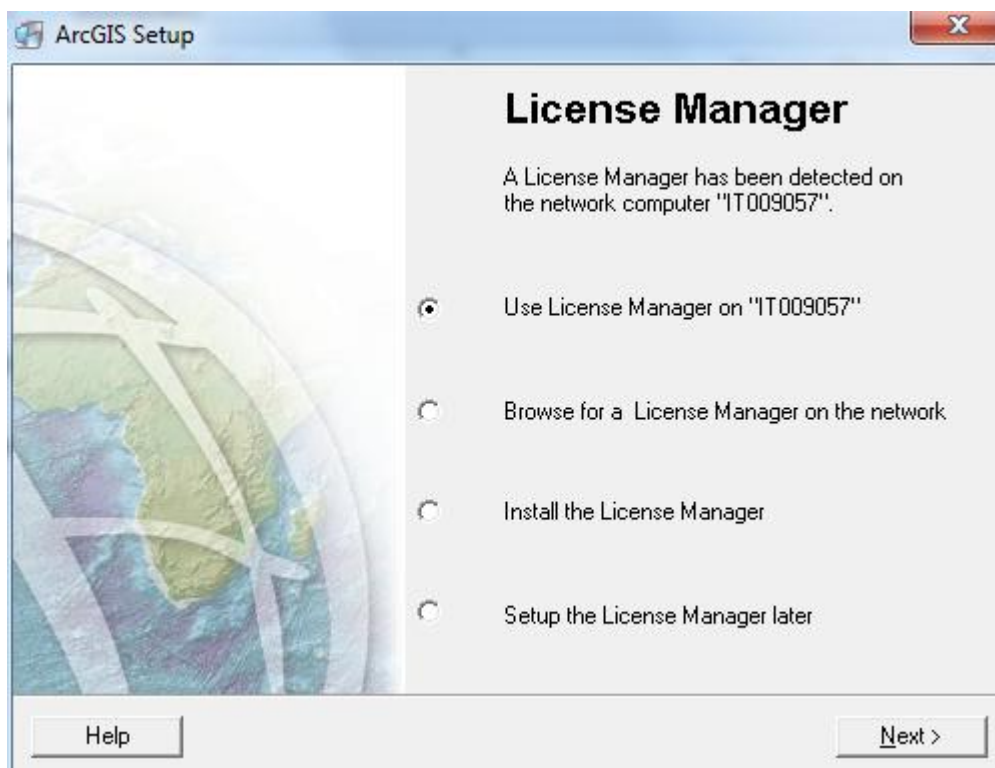 ArcGIS Setup
License Manager
A License Manager has been detected on
the network computer "IT009057".
Use License Manager on "IT009057"
Browse for a License Manager on the network
Install the License Manager
Setup the License Manager later
Help
Next >